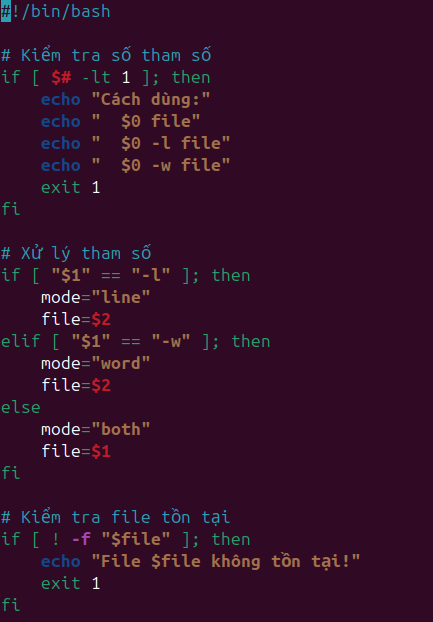 #!/bin/bash

# Kiểm tra số tham số
if [ $# -lt 1 ]; then
    echo "Cách dùng:"
    echo "  $0 file"
    echo "  $0 -l file"
    echo "  $0 -w file"
    exit 1
fi

# Xử lý tham số
if [ "$1" == "-l" ]; then
    mode="line"
    file=$2
elif [ "$1" == "-w" ]; then
    mode="word"
    file=$2
else
    mode="both"
    file=$1
fi

# Kiểm tra file tồn tại
if [ ! -f "$file" ]; then
    echo "File $file không tồn tại!"
    exit 1
fi